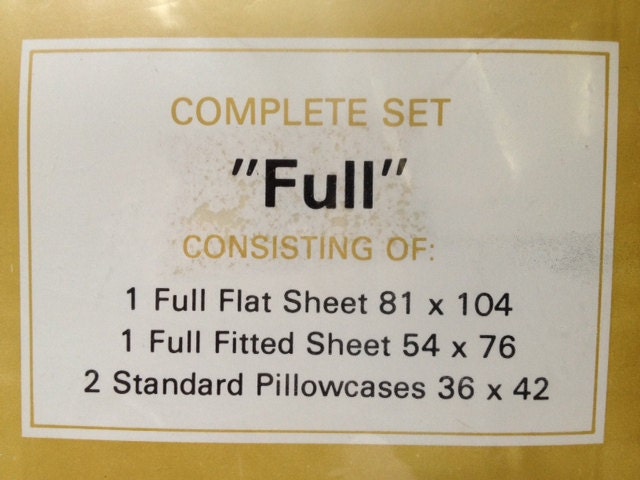 COMPLETE SET
"Full"
CONSISTING OF:
1 Full Flat Sheet 81 x 104
1 Full Fitted Sheet 54 x 76
2 Standard Pillowcases 36 x 42